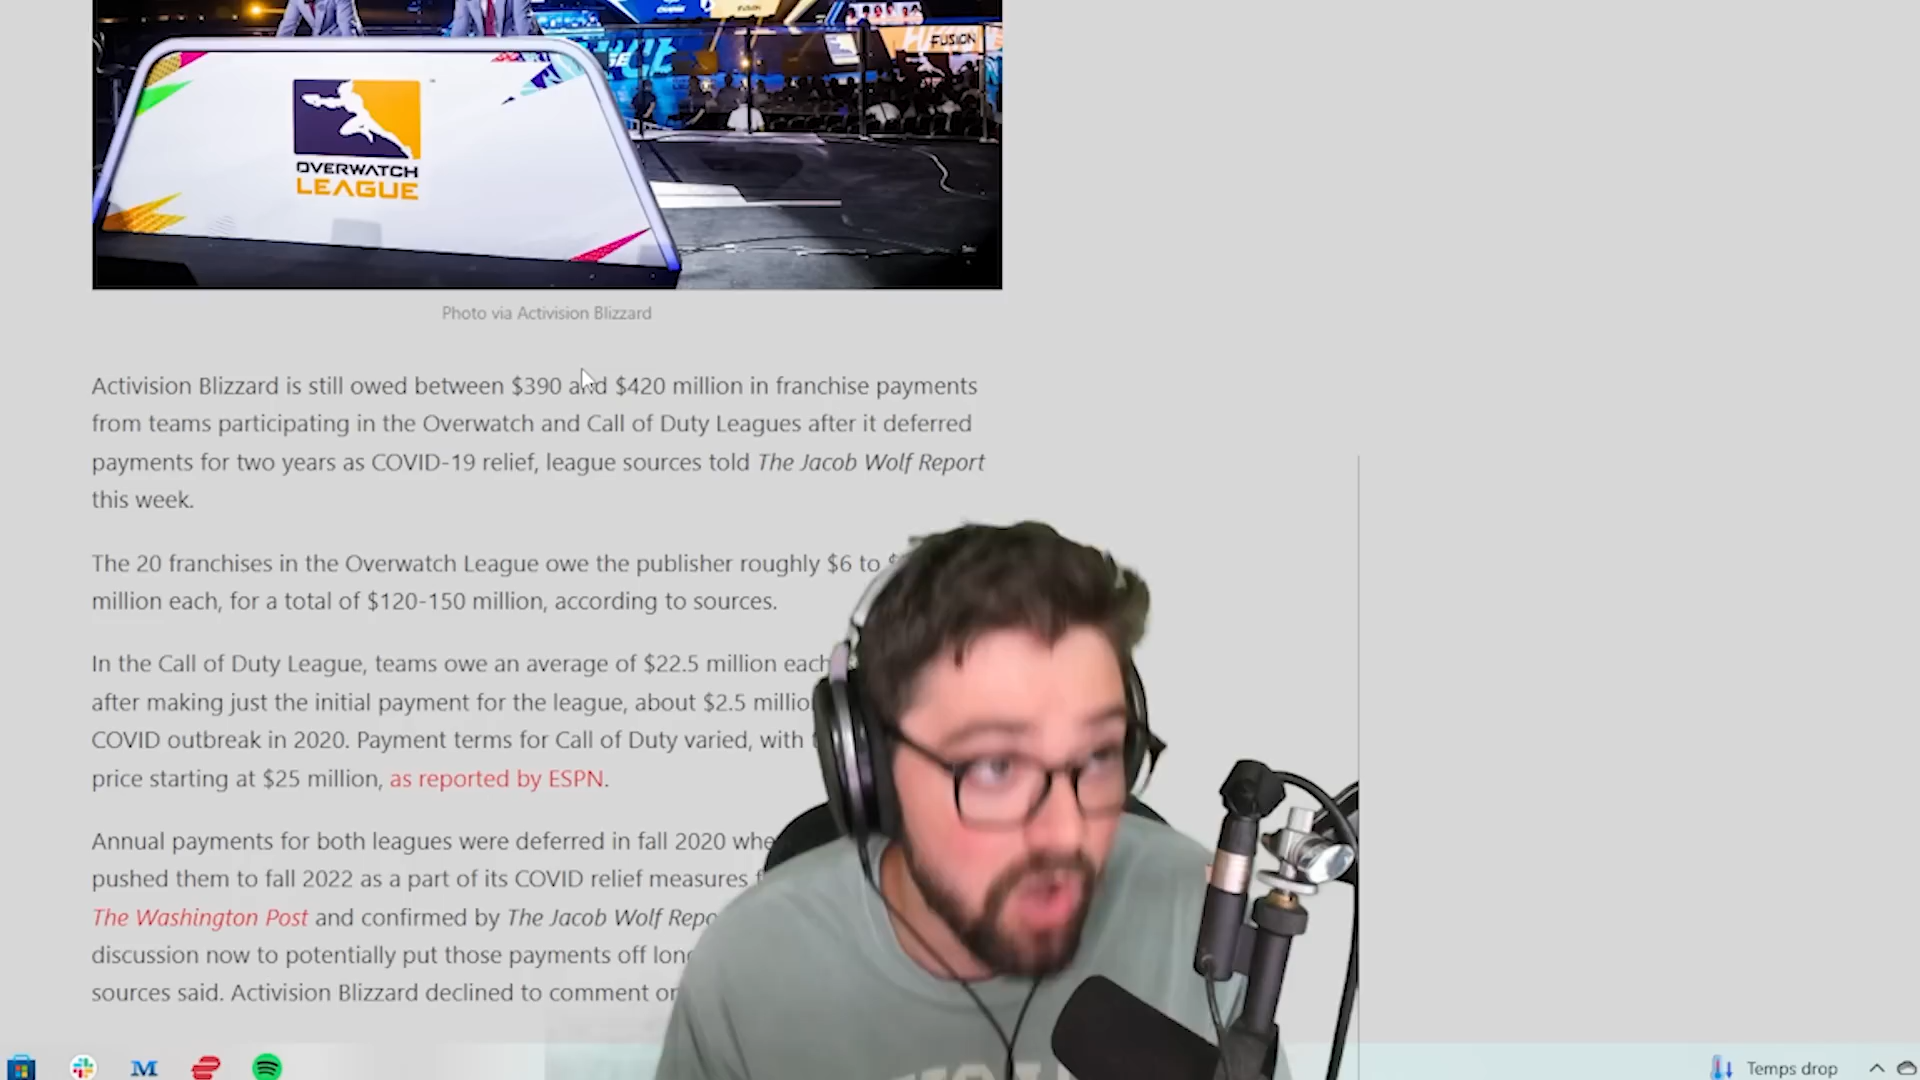 FUSION
OVERWATCH
LEAGUE
Photo via Activision Blizzard
Activision Blizzard is still owed between $390 and $420 million in franchise payments
from teams participating in the Overwatch and Call of Duty Leagues after it deferred
payments for two years as COVID-19 relief, league sources told The Jacob Wolf Report
this week.
The 20 franchises in the Overwatch League owe the publisher roughly $6 to
million each, for a total of $120-150 million, according to sources.
In the Call of Duty League, teams owe an average of $22.5 million each
after making just the initial payment for the league, about $2.5 millio
COVID outbreak in 2020. Payment terms for Call of Duty varied, with
price starting at $25 million, as reported by ESPN.
Annual payments for both leagues were deferred in fall 2020 whe
pushed them to fall 2022 as a part of its COVID relief measures
The Washington Post and confirmed by The Jacob Wolf Repo
discussion now to potentially put those payments off long
sources said. Activision Blizzard declined to comment on
Temps drop